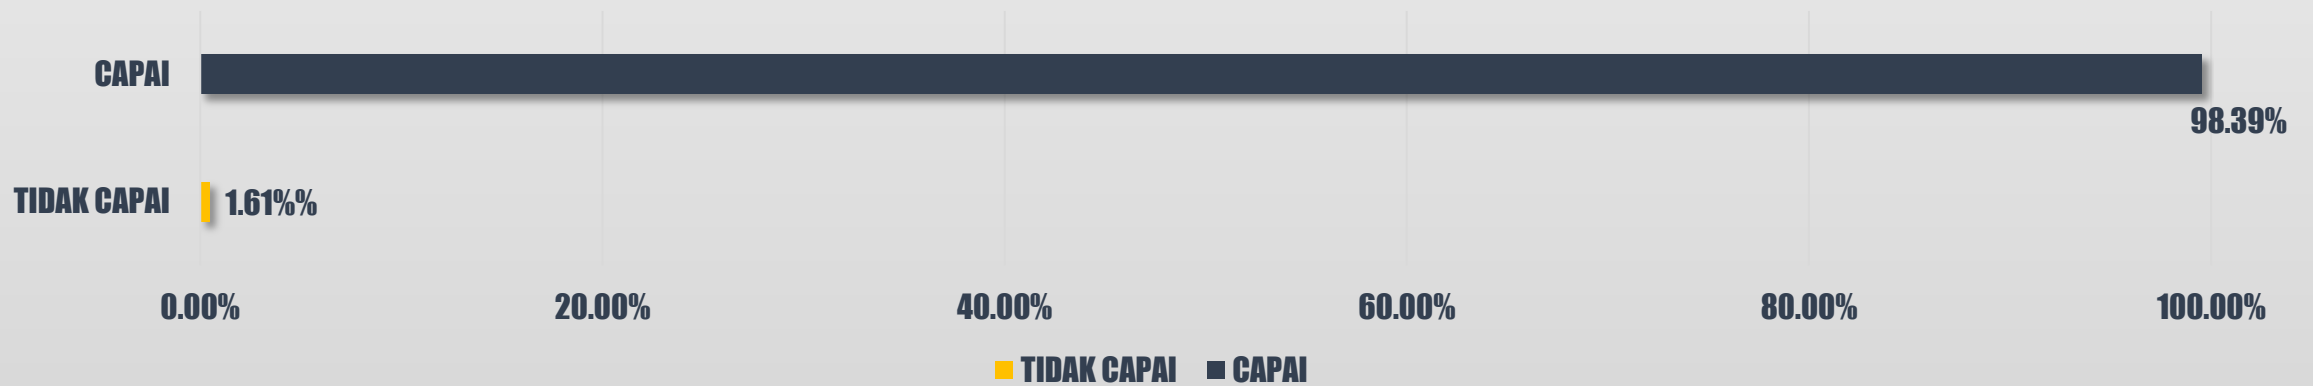 CAPAI
98.39%
TIDAK CAPAI 1.61%%
0.00% 20.00% 40.00% 60.00% 80.00% 100.00%
TIDAK CAPAI CAPAI